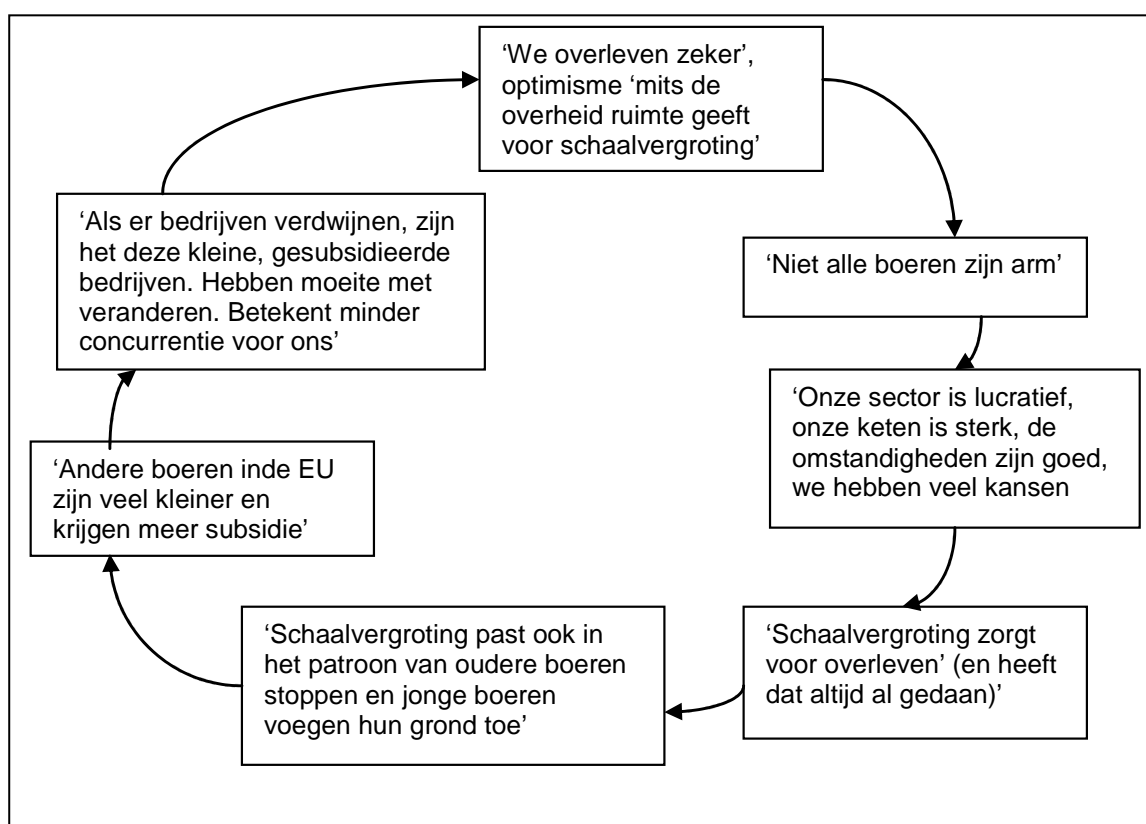 ‘We overleven zeker’,
optimisme ‘mits de
overheid ruimte geeft
voor schaalvergroting’
‘Niet alle boeren zijn arm’
‘Onze sector is lucratief,
onze keten is sterk, de
omstandigheden zijn goed,
we hebben veel kansen
‘Schaalvergroting zorgt
voor overleven’ (en heeft
dat altijd al gedaan)’
‘Schaalvergroting past ook in
het patroon van oudere boeren
stoppen en jonge boeren
voegen hun grond toe’
‘Andere boeren inde EU
zijn veel kleiner en
krijgen meer subsidie’
‘Als er bedrijven verdwijnen, zijn
het deze kleine, gesubsidieerde
bedrijven. Hebben moeite met
veranderen. Betekent minder
concurrentie voor ons’